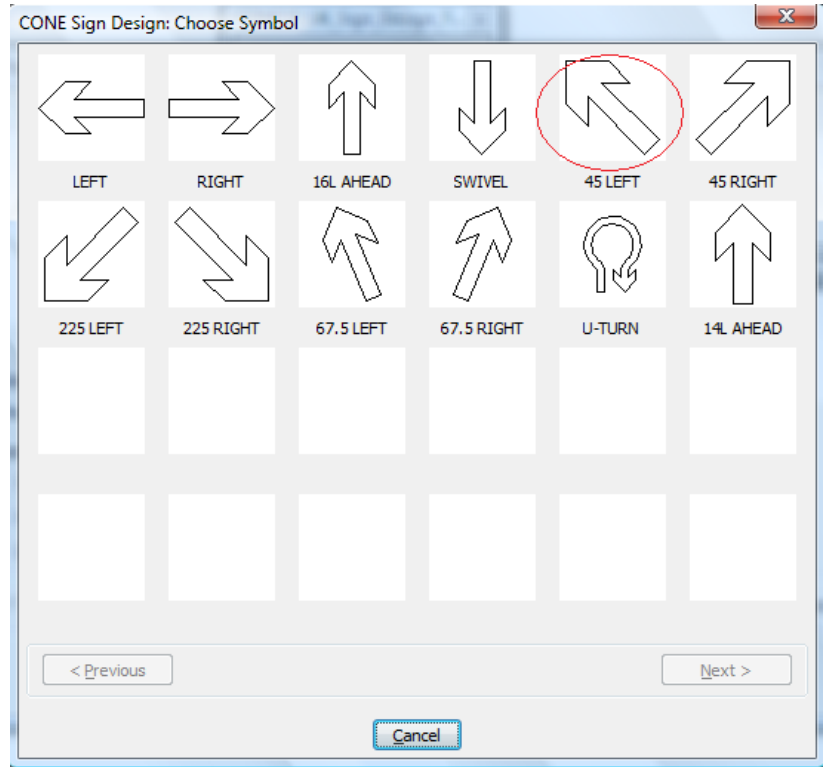 CONE Sign Design: Choose Symbol
LEFT RIGHT 16L AHEAD SWIVEL 45 LEFT 45 RIGHT
225 LEFT 225 RIGHT 67.5 LEFT 67.5 RIGHT U-TURN 14L AHEAD
< Previous Next >
Cancel